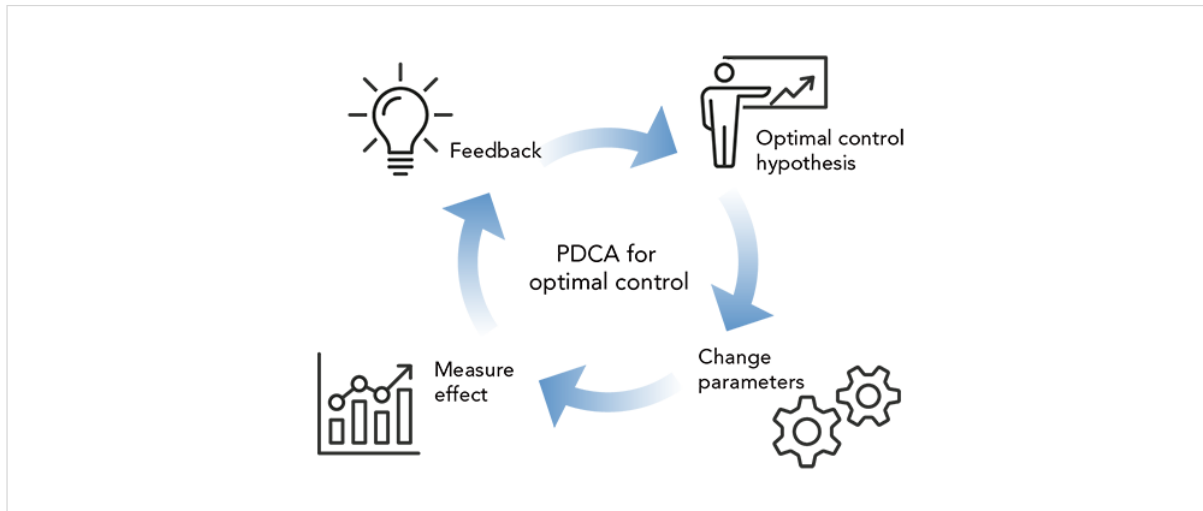 Feedback
Optimal control
hypothesis
PDCA for
optimal control
Measure
effect
Change
parameters